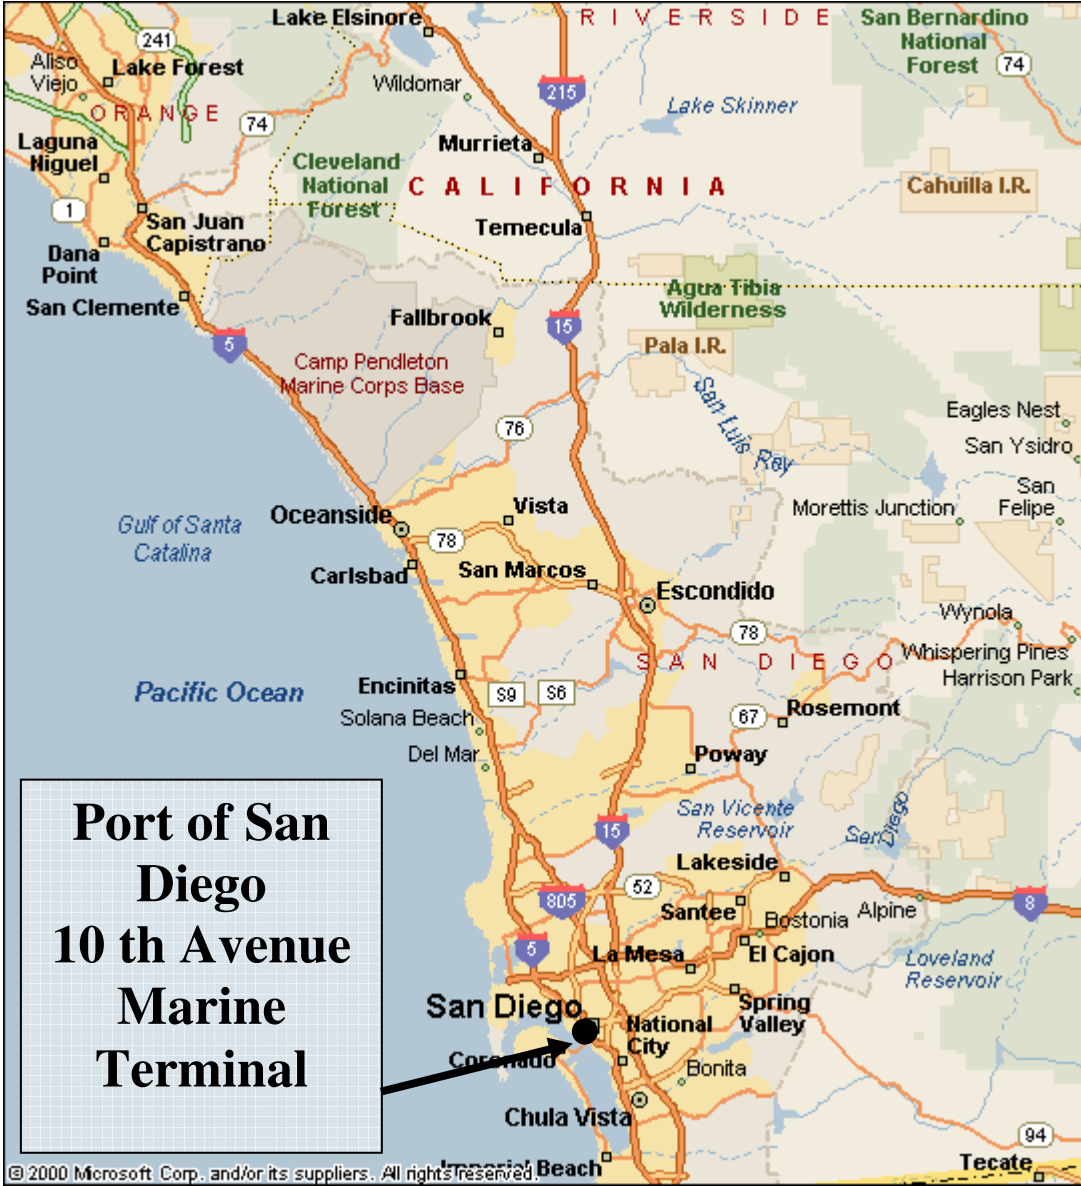 Lake Elsinore
RIVERSIDE
San Bernardino
National
Forest
241
74
Aliso
Viejo
Lake Forest
Wildomar
215
Lake Skinner
ORANGE
74
Laguna
Niguel
Murrieta
Cleveland
National
Forest
CALIFORNIA
Cahuilla I.R.
1
San Juan
Capistrano
Temecula
Dana
Point
San Clemente
Agua Tibia
Wilderness
Fallbrook
15
5
Pala I.R.
Camp Pendleton
Marine Corps Base
San Luis Rey
Eagles Nest
76
San Ysidro
San
Felipe
Morettis Junction
Oceanside
Vista
Gulf of Santa
Catalina
78
Carlsbad
San Marcos
Escondido
Wynola
78
SAN DIEGO
Whispering Pines
Harrison Park
Encinitas
Pacific Ocean
S9
S6
Solana Beach
67
Rosemont
Del Mar
Poway
Port of San
Diego
10 th Avenue
Marine
Terminal
San Vicente
Reservoir
San Diego
15
Lakeside
52
805
Santee
Bostonia
Alpine
8
5
La Mesa
El Cajon
Loveland
Reservoir
San Diego
Spring
Valley
National
City
Coronado
Bonita
Chula Vista
94
Imperial Beach
Tecate
© 2000 Microsoft Corp. and/or its suppliers. All rights reserved.